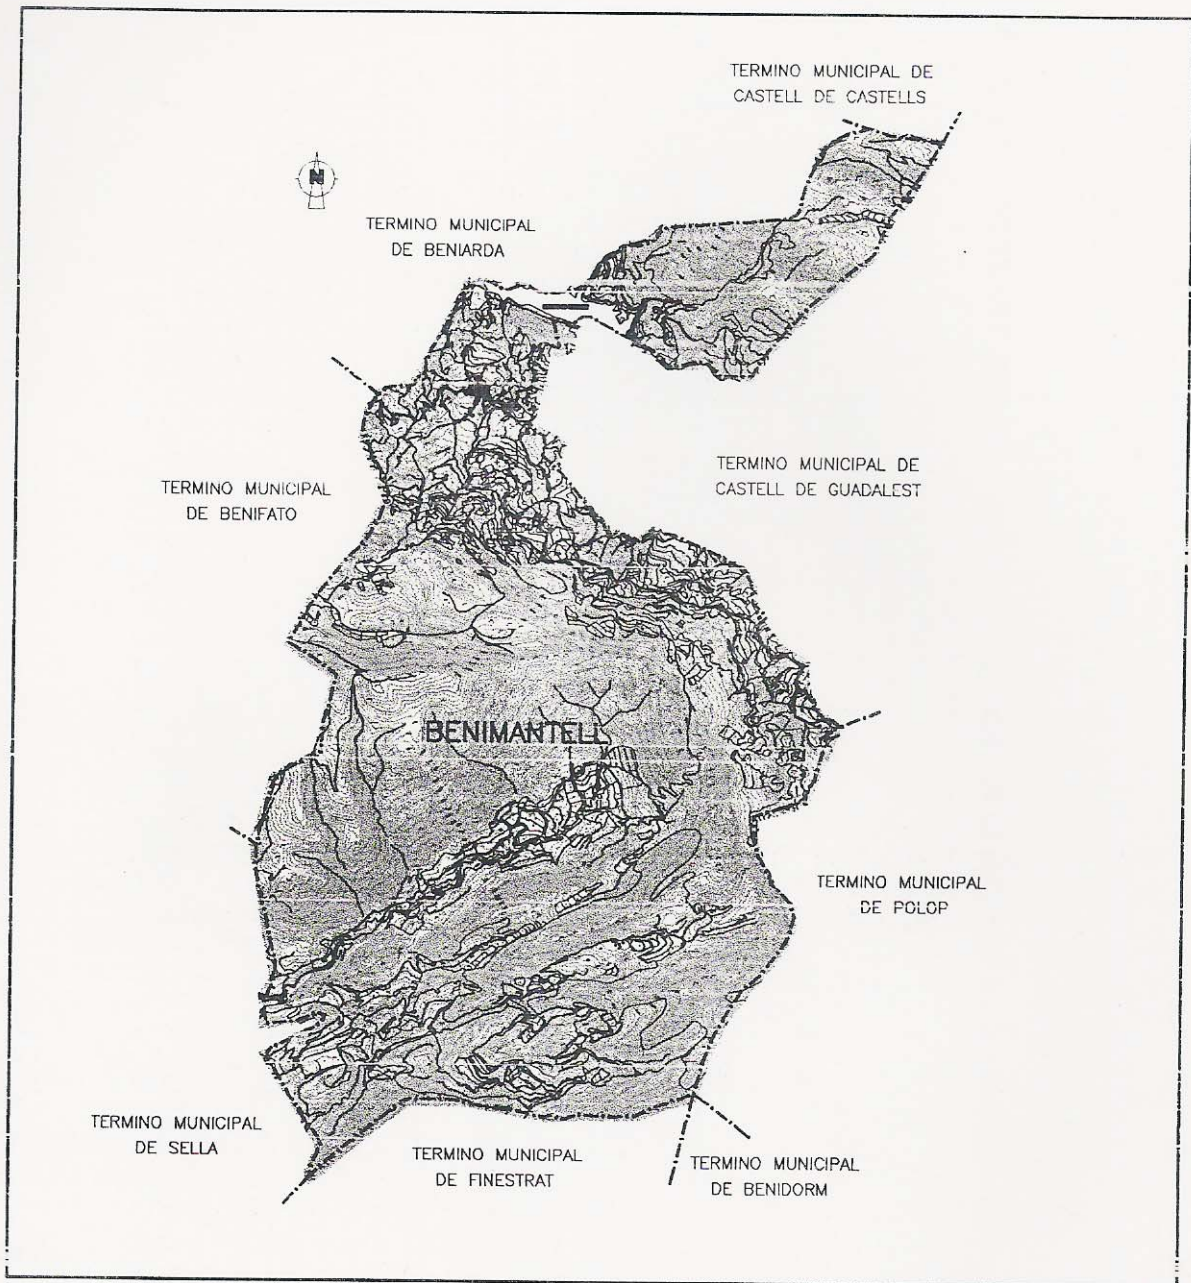 TERMINO MUNICIPAL DE
CASTELL DE CASTELLS
N
TERMINO MUNICIPAL
DE BENIARDA
TERMINO MUNICIPAL DE
CASTELL DE GUADALEST
TERMINO MUNICIPAL
DE BENIFATO
BENIMANTELL
TERMINO MUNICIPAL
DE POLOP
TERMINO MUNICIPAL
DE SELLA
TERMINO MUNICIPAL
DE FINESTRAT
TERMINO MUNICIPAL
DE BENIDORM